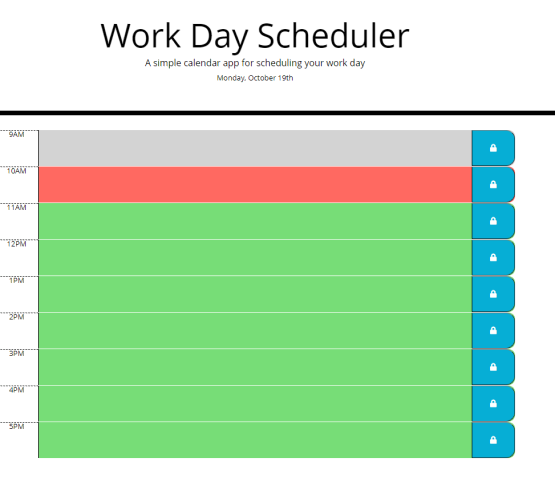 Work Day Scheduler
A simple calendar app for scheduling your work day
Monday, October 19th
9AM
10AM
11AM
12PM
1PM
2PM
3PM
4PM
5PM